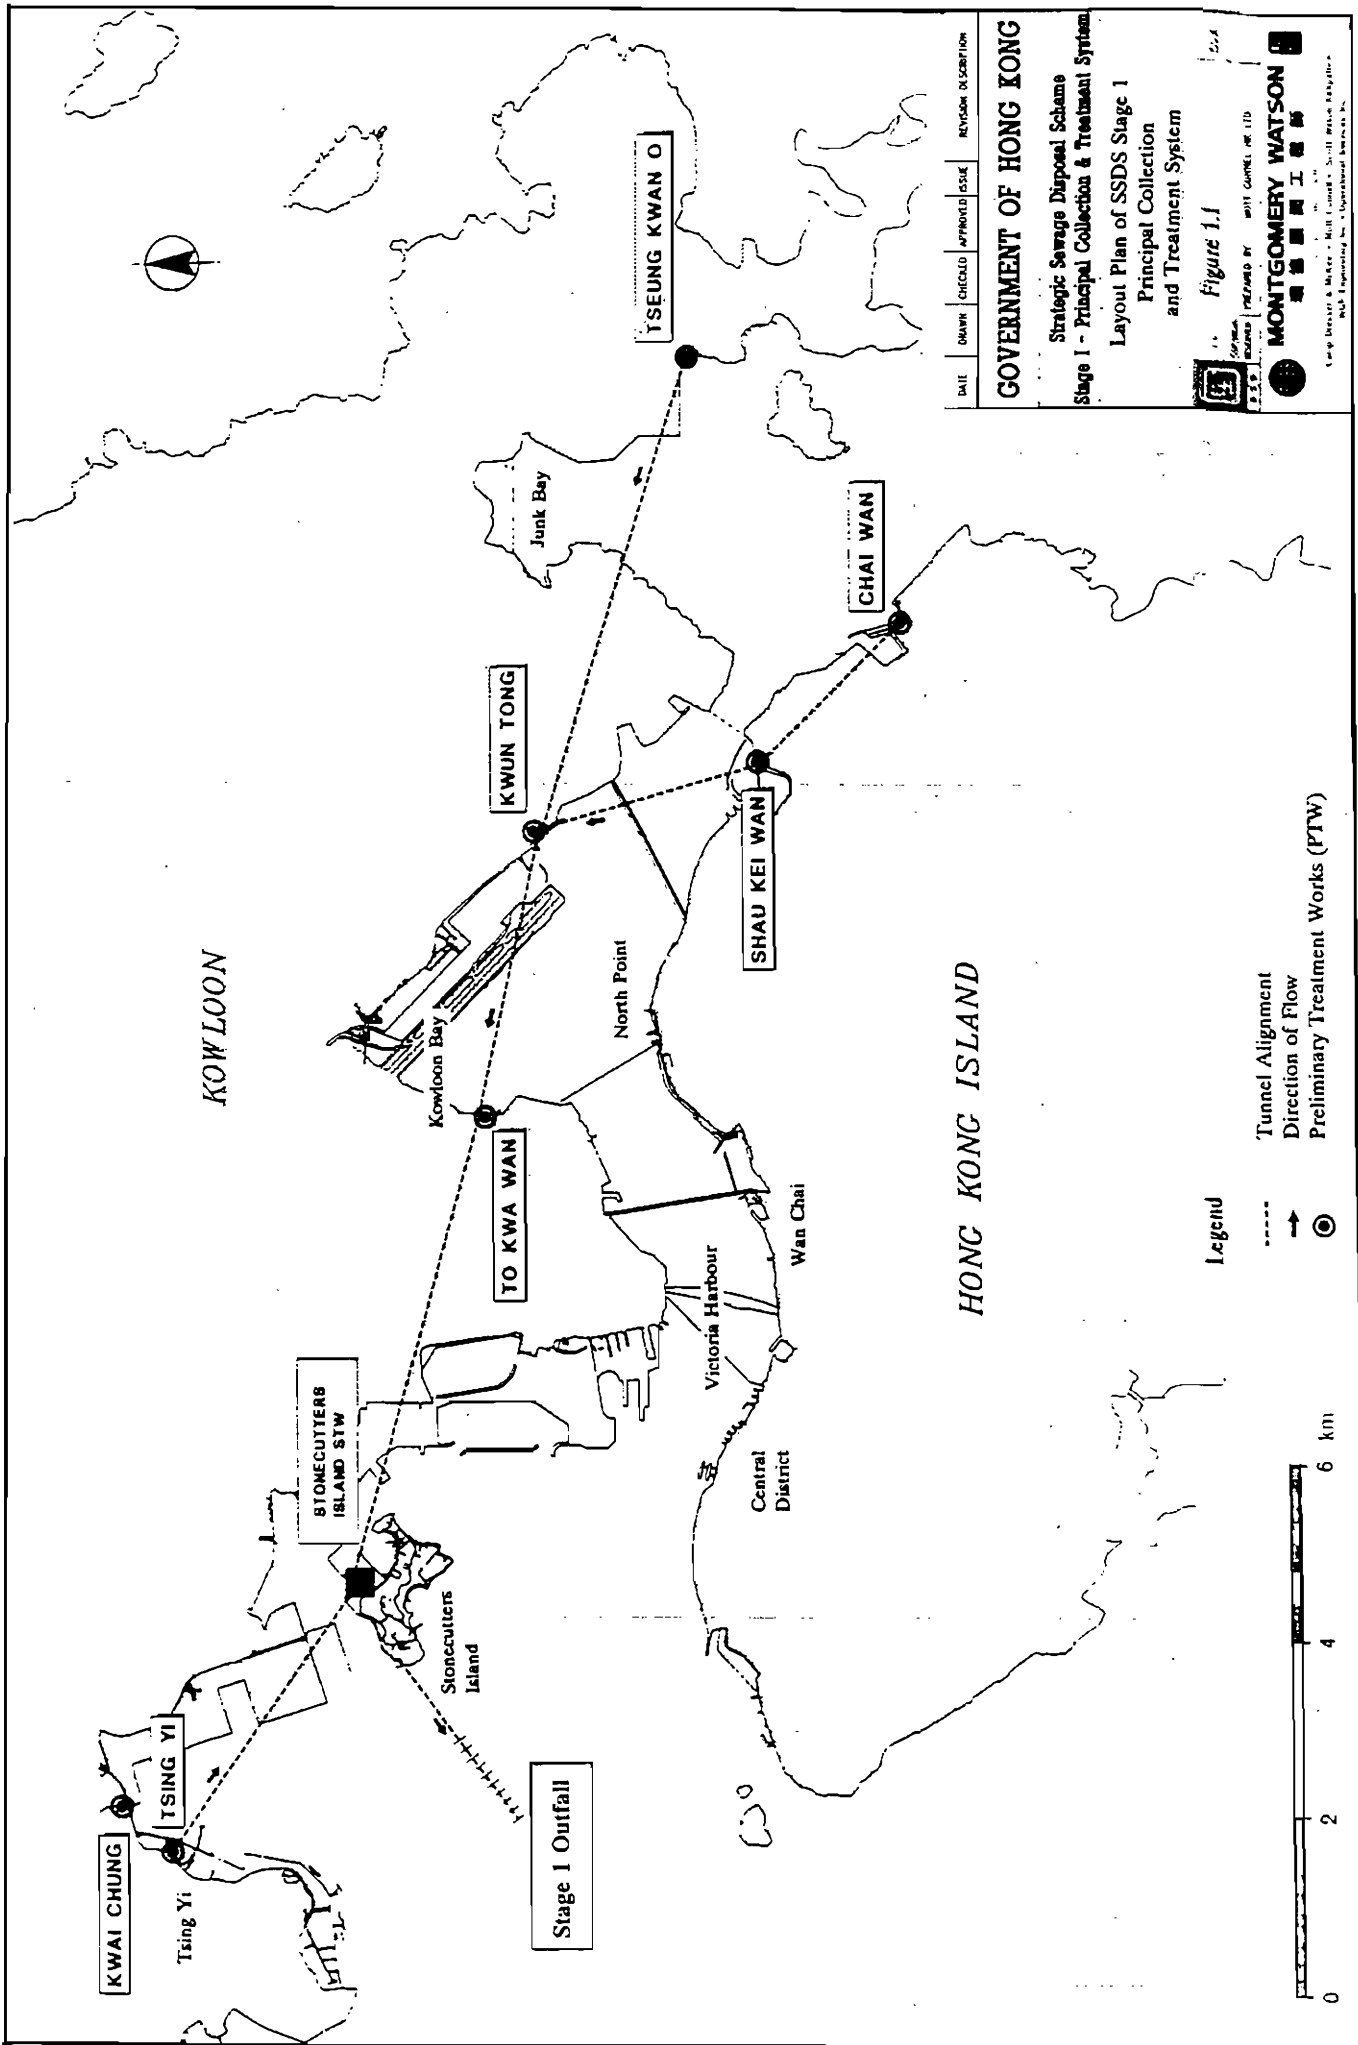 KOWLOON
KWAI CHUNG
TSING YI
Tsing Yi
STONECUTTERS
ISLAND STW
Stonecutters
Island
Stage 1 Outfall
TO KWA WAN
Kowloon Bay
KWUN TONG
Junk Bay
TSEUNG KWAN O
North Point
Victoria Harbour
Wan Chai
Central
District
SHAU KEI WAN
CHAI WAN
HONG KONG ISLAND
Legend
Tunnel Alignment
Direction of Flow
Preliminary Treatment Works (PTW)
0 2 4 6 km
DATE DRAWN CHECKED APPROVED ISSUE REVISION DESCRIPTION
GOVERNMENT OF HONG KONG
Strategic Sewage Disposal Scheme
Stage I - Principal Collection & Treatment System
Layout Plan of SSDS Stage 1
Principal Collection
and Treatment System
Figure 1.1
PREPARED BY
MONTGOMERY WATSON